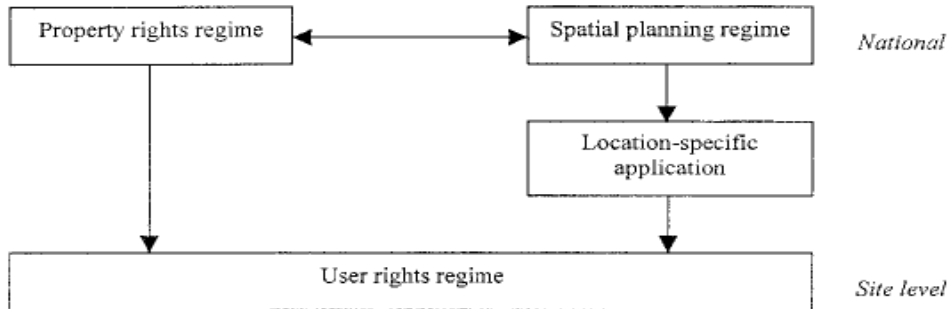 Property rights regime
Spatial planning regime
National
Location-specific
application
User rights regime
Site level